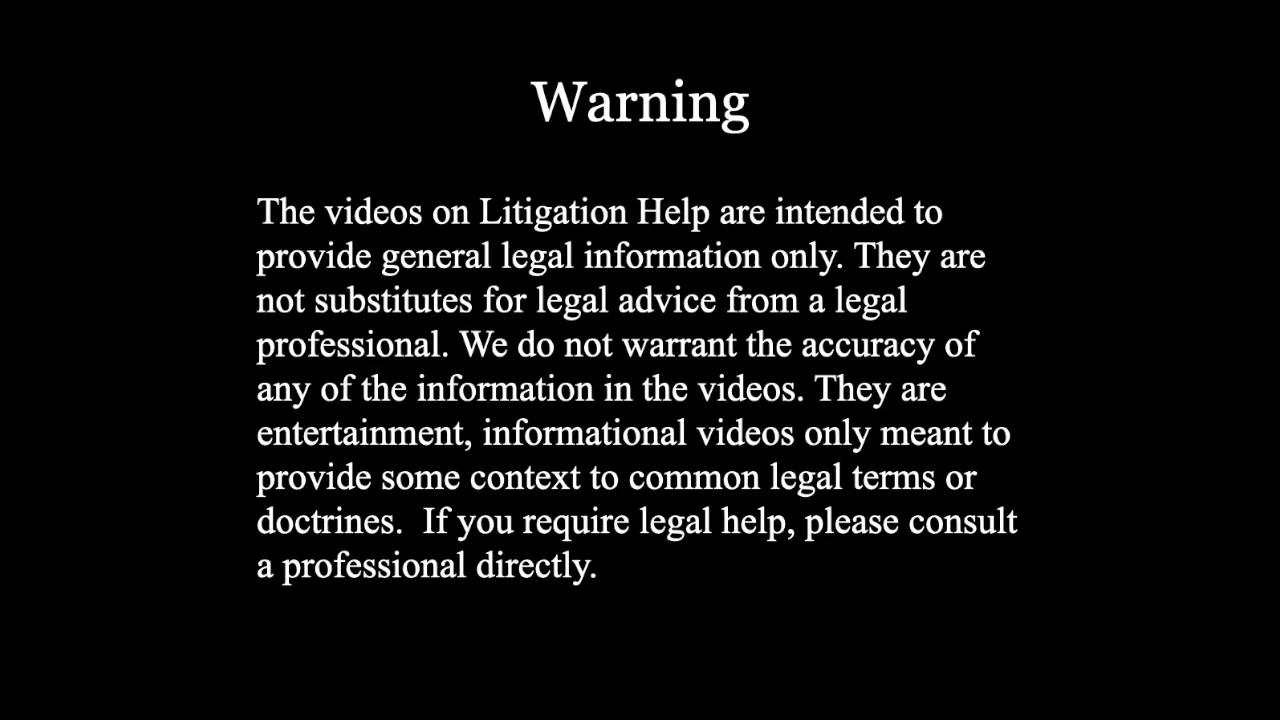 Warning
The videos on Litigation Help are intended to
provide general legal information only. They are
not substitutes for legal advice from a legal
professional. We do not warrant the accuracy of
any of the information in the videos. They are
entertainment, informational videos only meant to
provide some context to common legal terms or
doctrines.  If you require legal help, please consult
a professional directly.